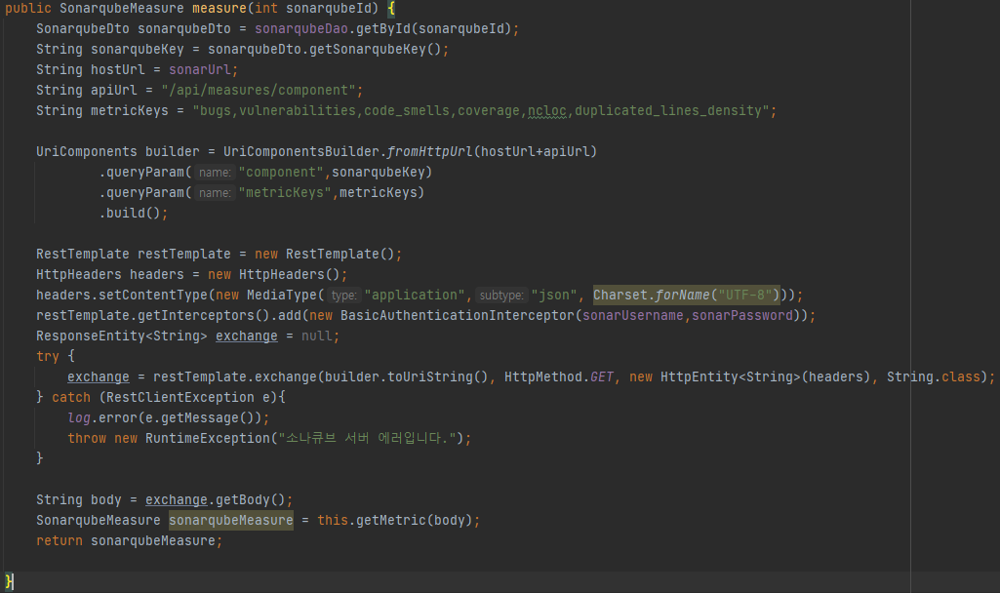 public SonarqubeMeasure measure(int sonarqubeId) {
    SonarqubeDto sonarqubeDto = sonarqubeDao.getById(sonarqubeId);
    String sonarqubeKey = sonarqubeDto.getSonarqubeKey();
    String hostUrl = sonarUrl;
    String apiUrl = "/api/measures/component";
    String metricKeys = "bugs,vulnerabilities,code_smells,coverage,ncloc,duplicated_lines_density";

    UriComponents builder = UriComponentsBuilder.fromHttpUrl(hostUrl+apiUrl)
            .queryParam( name: "component",sonarqubeKey)
            .queryParam( name: "metricKeys",metricKeys)
            .build();

    RestTemplate restTemplate = new RestTemplate();
    HttpHeaders headers = new HttpHeaders();
    headers.setContentType(new MediaType( type: "application", subtype: "json", Charset.forName("UTF-8")));
    restTemplate.getInterceptors().add(new BasicAuthenticationInterceptor(sonarUsername,sonarPassword));
    ResponseEntity<String> exchange = null;
    try {
        exchange = restTemplate.exchange(builder.toUriString(), HttpMethod.GET, new HttpEntity<String>(headers), String.class);
    } catch (RestClientException e){
        log.error(e.getMessage());
        throw new RuntimeException("소나큐브 서버 에러입니다.");
    }

    String body = exchange.getBody();
    SonarqubeMeasure sonarqubeMeasure = this.getMetric(body);
    return sonarqubeMeasure;

}